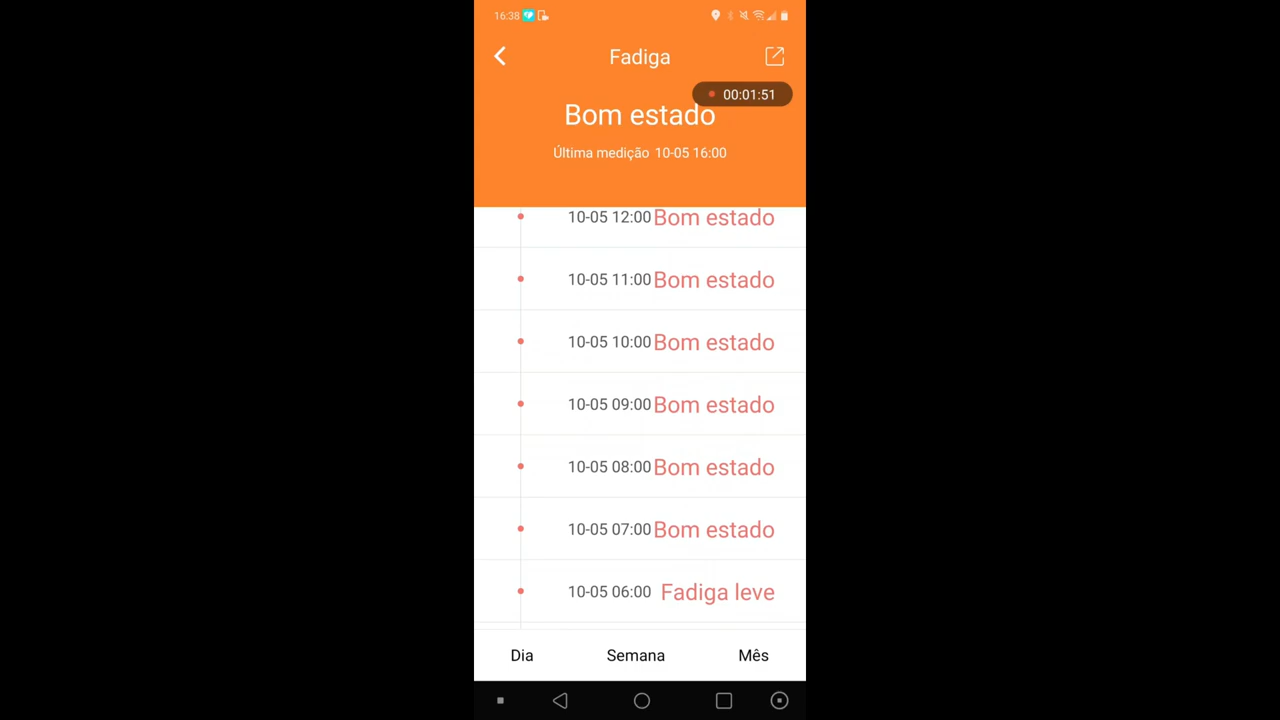 16:38
Fadiga
00:01:51
Bom estado
Última medição 10-05 16:00
10-05 12:00 Bom estado
10-05 11:00 Bom estado
10-05 10:00 Bom estado
10-05 09:00 Bom estado
10-05 08:00 Bom estado
10-05 07:00 Bom estado
10-05 06:00 Fadiga leve
Dia Semana Mês